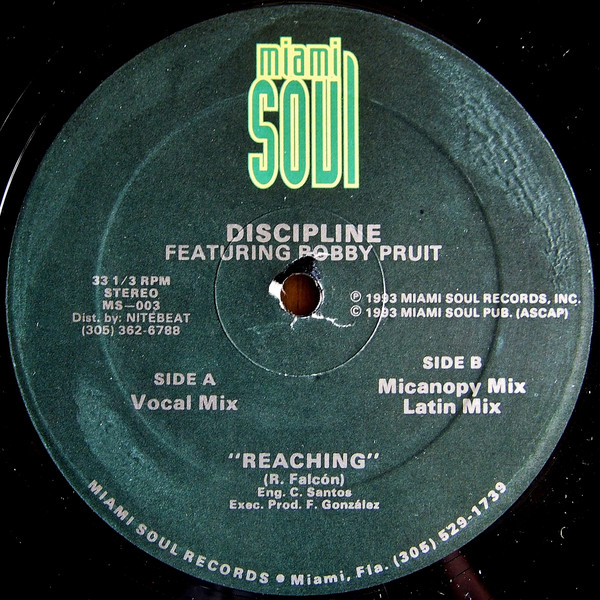 miami
SOUL
DISCIPLINE
FEATURING BOBBY PRUIT
33 1/3 RPM
STEREO
MS—003
Dist. by: NITEBEAT
(305) 362-6788
℗ 1993 MIAMI SOUL RECORDS, INC.
© 1993 MIAMI SOUL PUB. (ASCAP)
SIDE A
Vocal Mix
SIDE B
Micanopy Mix
Latin Mix
"REACHING"
(R. Falcón)
Eng. C. Santos
Exec. Prod. F. González
MIAMI SOUL RECORDS ● Miami, Fla. (305) 529-1739